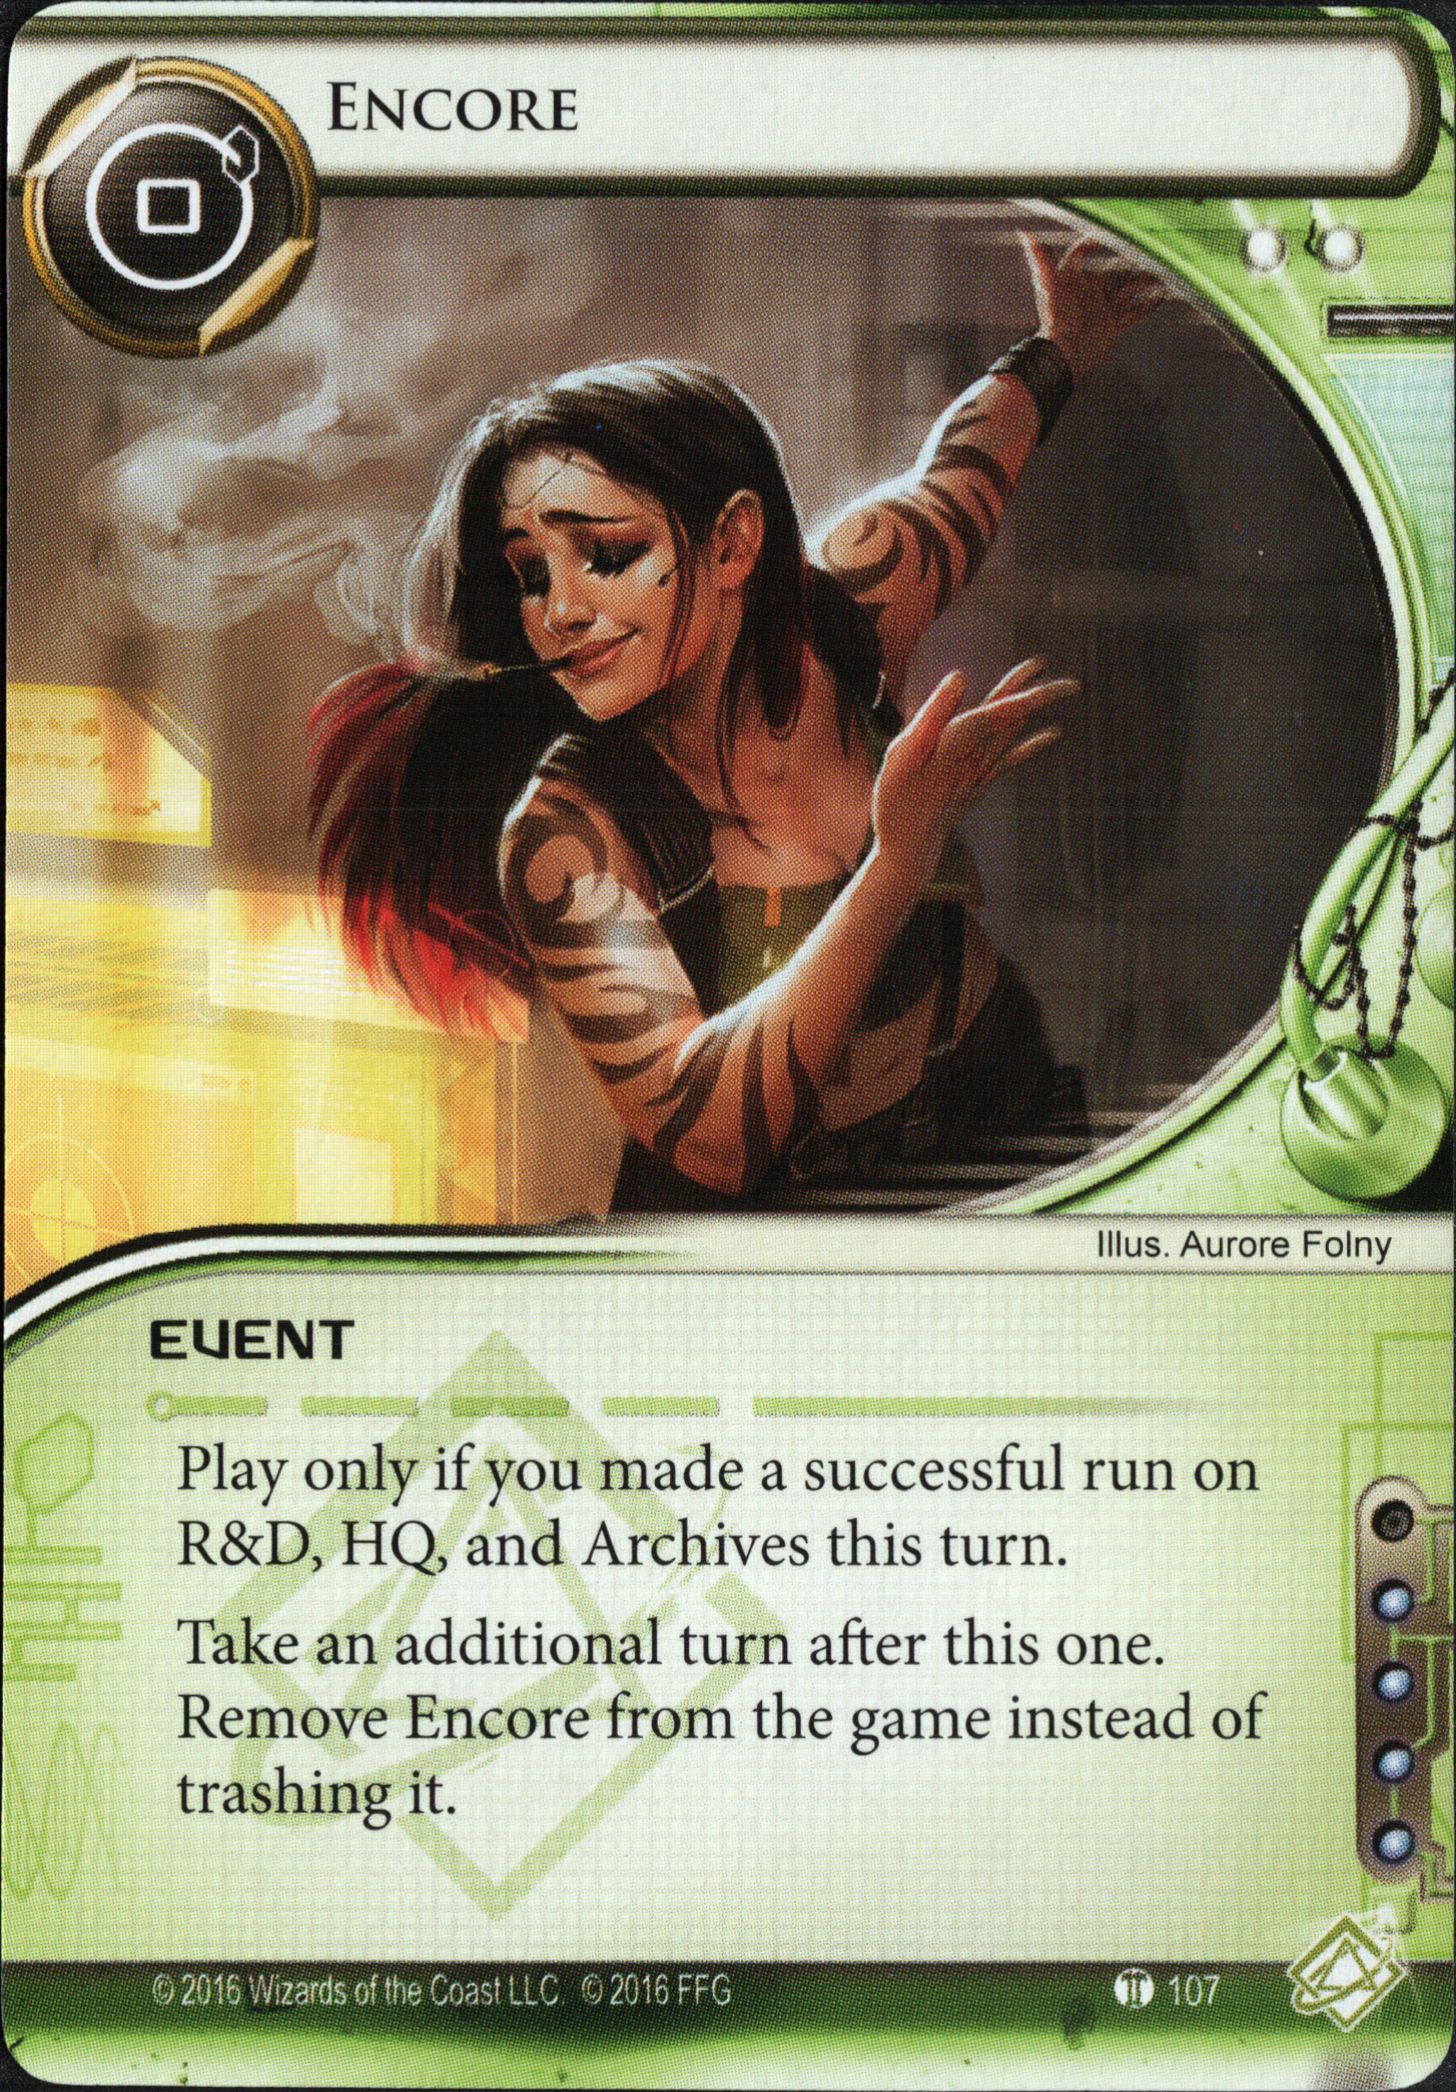 Encore
Illus. Aurore Folny
EVENT
Play only if you made a successful run on
R&D, HQ, and Archives this turn.
Take an additional turn after this one.
Remove Encore from the game instead of
trashing it.
© 2016 Wizards of the Coast LLC. © 2016 FFG
107